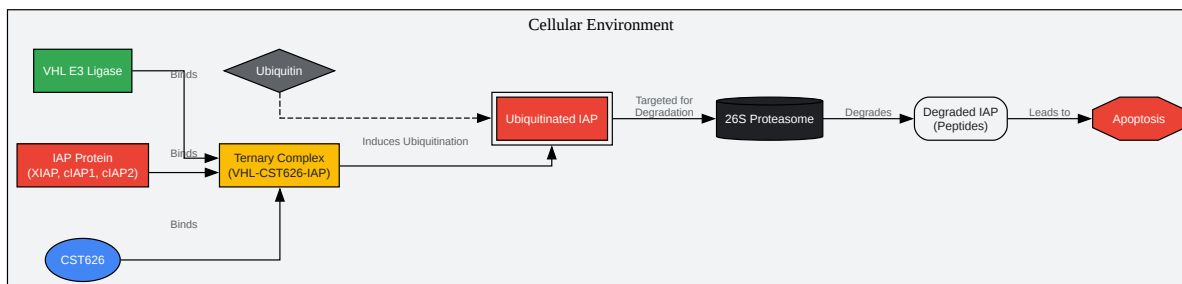 Cellular Environment
VHL E3 Ligase
Binds
Ubiquitin
IAP Protein
(XIAP, cIAP1, cIAP2)
Binds
CST626
Binds
Ternary Complex
(VHL-CST626-IAP)
Induces Ubiquitination
Ubiquitinated IAP
Targeted for
Degradation
26S Proteasome
Degrades
Degraded IAP
(Peptides)
Leads to
Apoptosis